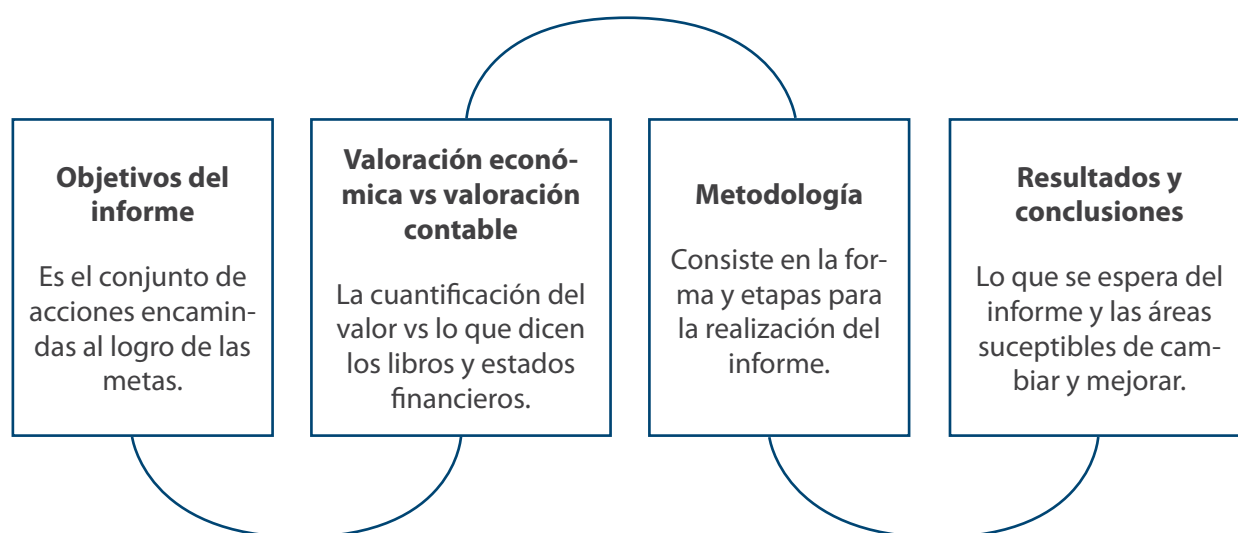 Objetivos del
informe
Es el conjunto de
acciones encamin-
das al logro de las
metas.
Valoración econó-
mica vs valoración
contable
La cuantificación del
valor vs lo que dicen
los libros y estados
financieros.
Metodología
Consiste en la for-
ma y etapas para
la realización del
informe.
Resultados y
conclusiones
Lo que se espera del
informe y las áreas
suceptibles de cam-
biar y mejorar.